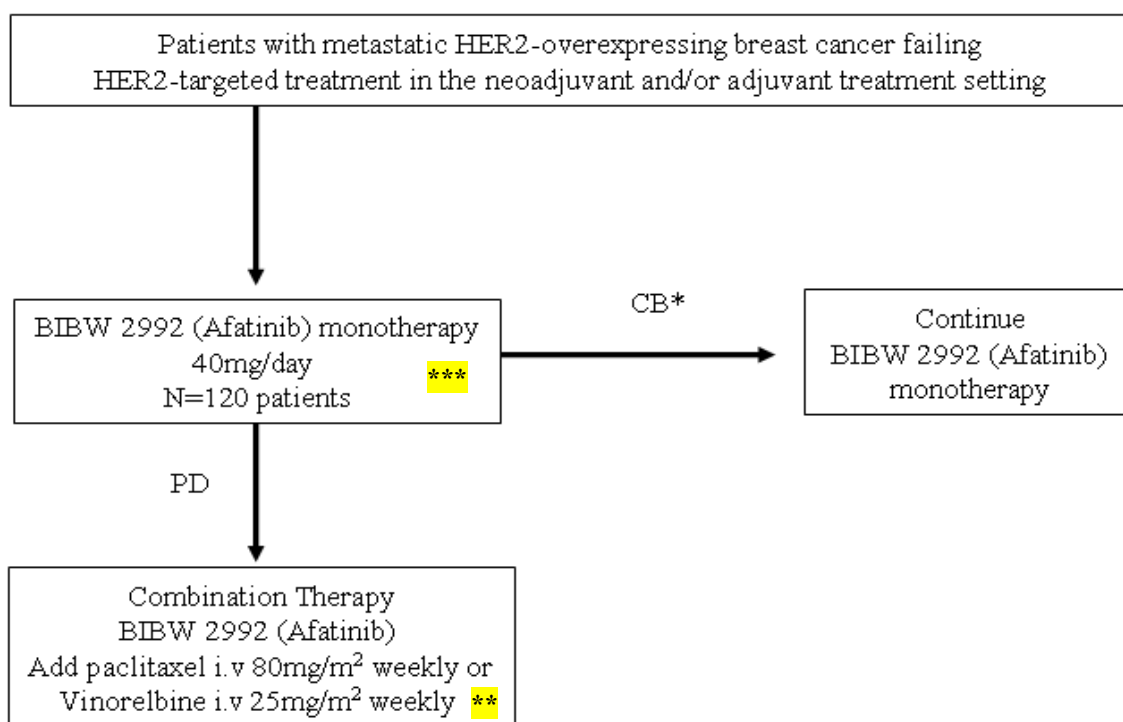 Patients with metastatic HER2-overexpressing breast cancer failing
HER2-targeted treatment in the neoadjuvant and/or adjuvant treatment setting
BIBW 2992 (Afatinib) monotherapy
40mg/day
N=120 patients
***
CB*
Continue
BIBW 2992 (Afatinib)
monotherapy
PD
Combination Therapy
BIBW 2992 (Afatinib)
Add paclitaxel i.v 80mg/m² weekly or
Vinorelbine i.v 25mg/m² weekly **